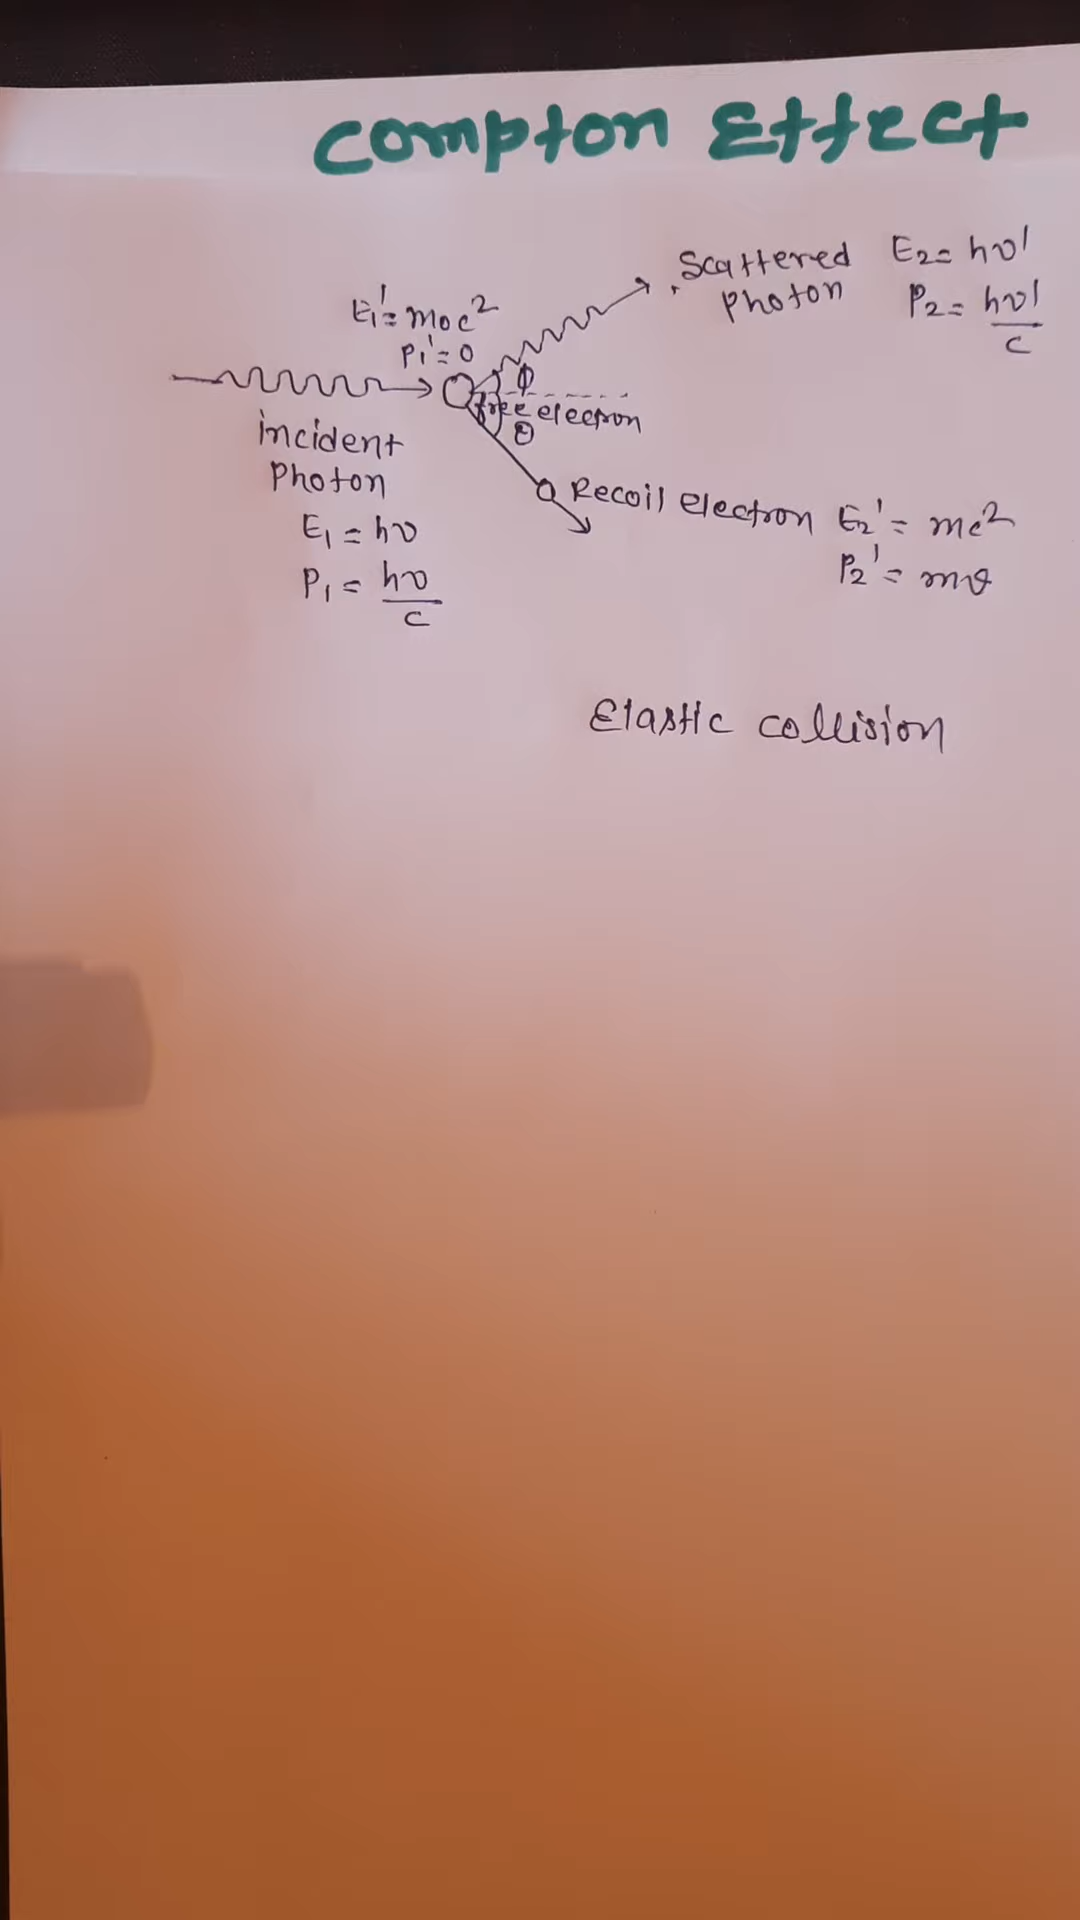 Compton Effect
Scattered E₂= hν'
Photon P₂= hν'/c
E₁'= m₀c²
P₁'= 0
ϕ
free electron
θ
incident
Photon
E₁ = hν
P₁ = hν/c
Recoil electron E₂'= mc²
P₂'= mv
Elastic collision